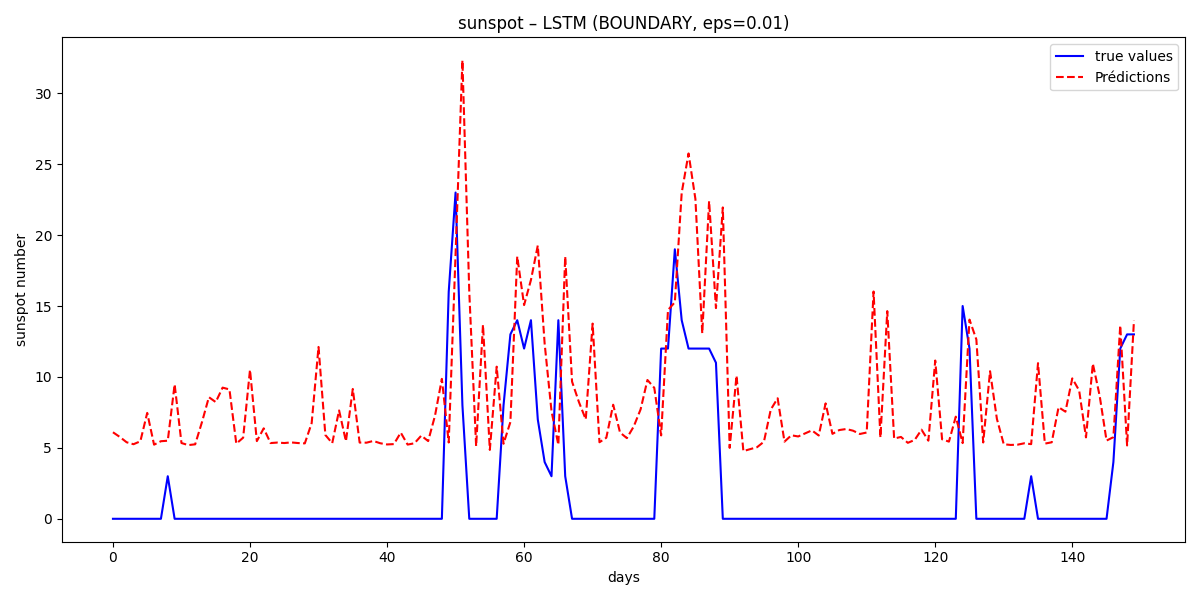 sunspot – LSTM (BOUNDARY, eps=0.01)
true values
Prédictions
sunspot number
30
25
20
15
10
5
0
0 20 40 60 80 100 120 140
days